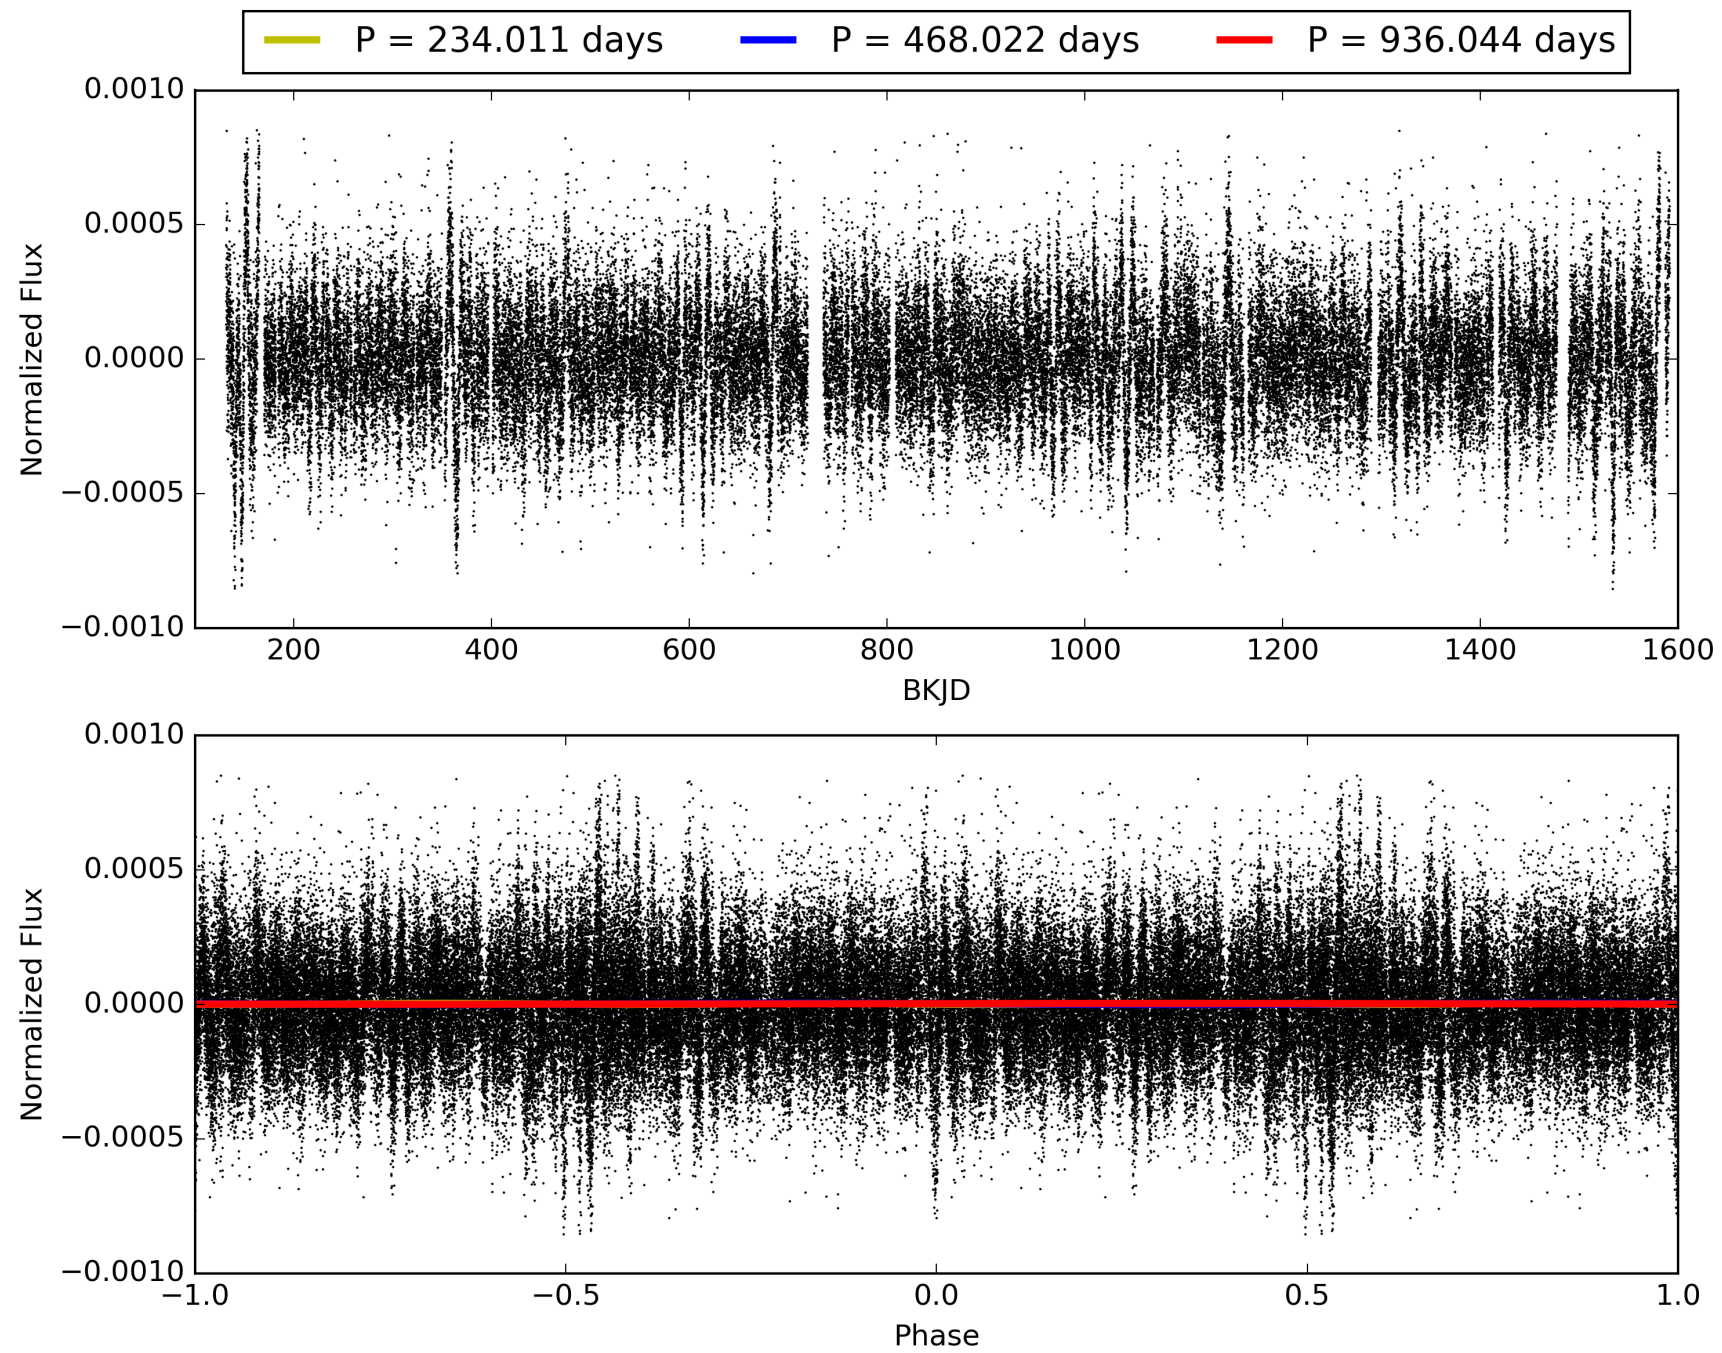 P = 234.011 days P = 468.022 days P = 936.044 days
0.0010
0.0005
0.0000
−0.0005
−0.0010
Normalized Flux
200 400 600 800 1000 1200 1400 1600
BKJD
0.0010
0.0005
0.0000
−0.0005
−0.0010
Normalized Flux
−1.0 −0.5 0.0 0.5 1.0
Phase